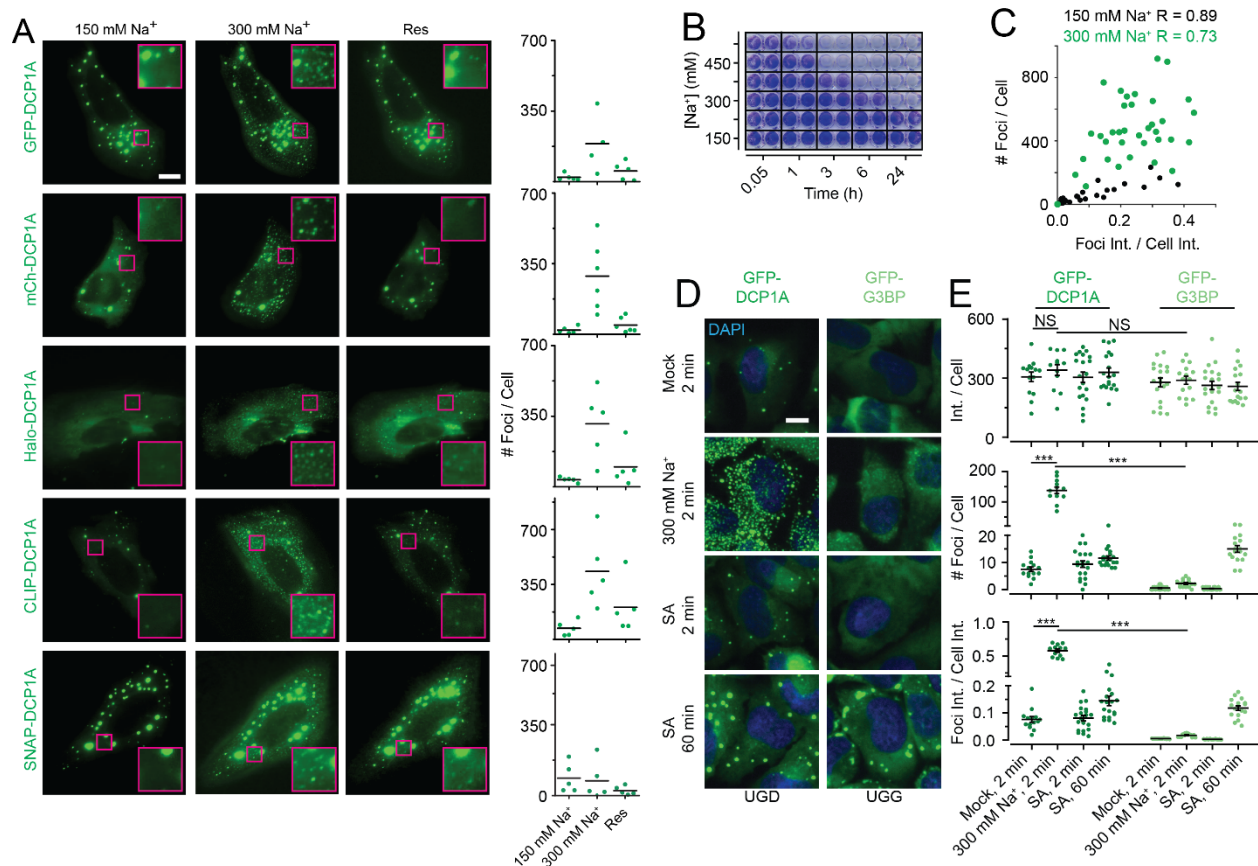 A
150 mM Na⁺
300 mM Na⁺
Res
GFP-DCP1A
mCh-DCP1A
Halo-DCP1A
CLIP-DCP1A
SNAP-DCP1A
# Foci / Cell
700
350
0
700
350
0
700
350
0
700
350
0
700
350
0
150 mM Na⁺
300 mM Na⁺
Res
B
[Na⁺] (mM)
450
300
150
0.05
1
3
6
24
Time (h)
C
150 mM Na⁺ R = 0.89
300 mM Na⁺ R = 0.73
# Foci / Cell
800
400
0
0.0
0.2
0.4
Foci Int. / Cell Int.
D
GFP-
DCP1A
GFP-
G3BP
DAPI
Mock
2 min
300 mM Na⁺
2 min
SA
2 min
SA
60 min
UGD
UGG
E
GFP-
DCP1A
GFP-
G3BP
NS
NS
Int. / Cell
600
300
0
***
***
# Foci / Cell
200
100
20
10
0
***
***
Foci Int. / Cell Int.
1.0
0.5
0.2
0.1
0.0
Mock, 2 min
300 mM Na⁺, 2 min
SA, 2 min
SA, 60 min
Mock, 2 min
300 mM Na⁺, 2 min
SA, 2 min
SA, 60 min